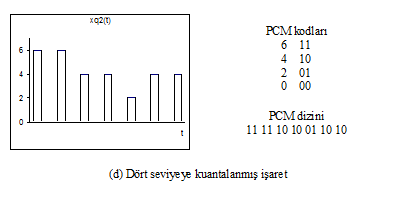 xq2(t)
6
4
2
0
t
PCM kodları
6 11
4 10
2 01
0 00
PCM dizini
11 11 10 10 01 10 10
(d) Dört seviyeye kuantalanmış işaret